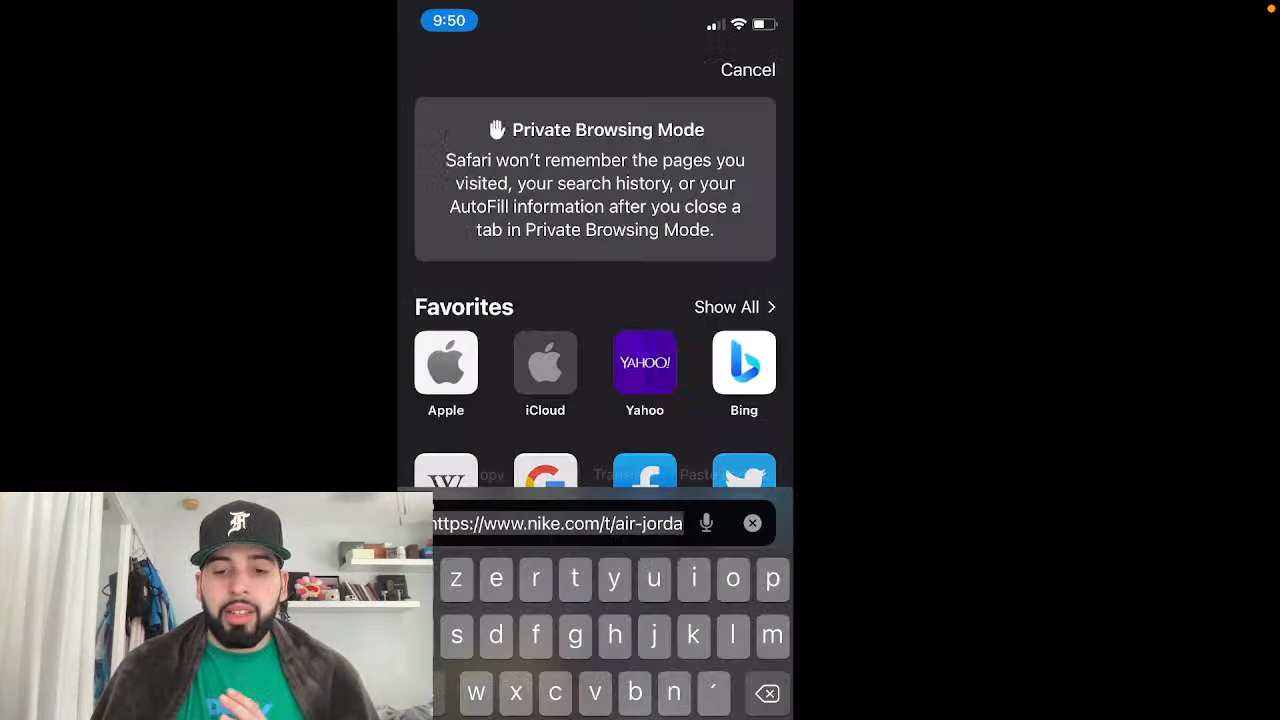 9:50
Cancel
Private Browsing Mode
Safari won't remember the pages you
visited, your search history, or your
AutoFill information after you close a
tab in Private Browsing Mode.
Favorites
Show All >
YAHOO!
Apple
iCloud
Yahoo
Bing
W
G
f
https://www.nike.com/t/air-jorda
z e r t y u i o p
s d f g h j k l m
w x c v b n ´